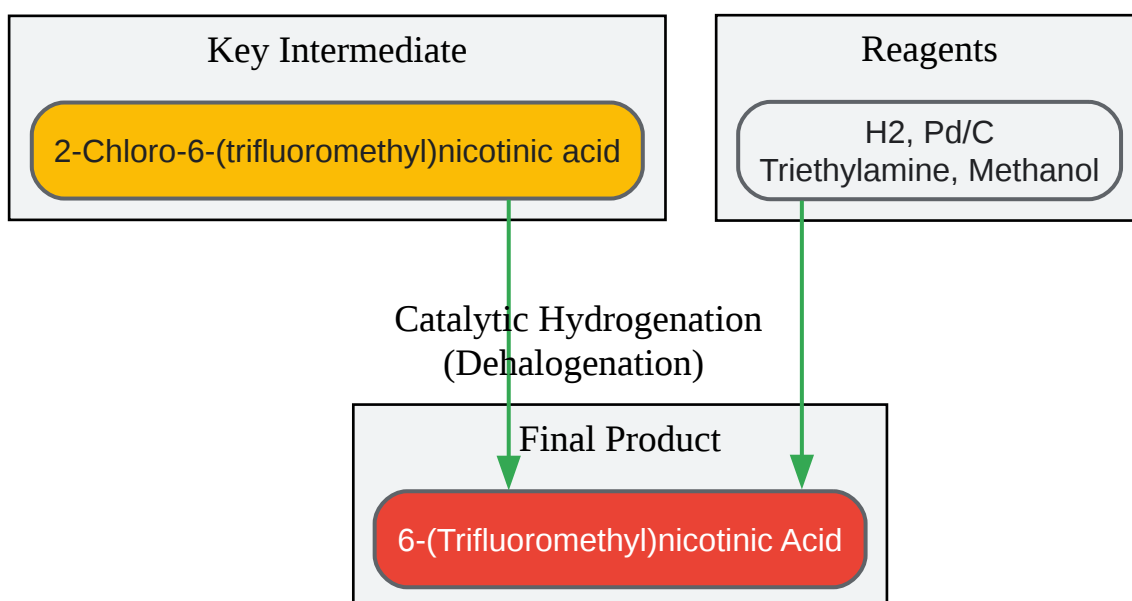 Key Intermediate
2-Chloro-6-(trifluoromethyl)nicotinic acid
Reagents
H2, Pd/C
Triethylamine, Methanol
Catalytic Hydrogenation
(Dehalogenation)
Final Product
6-(Trifluoromethyl)nicotinic Acid